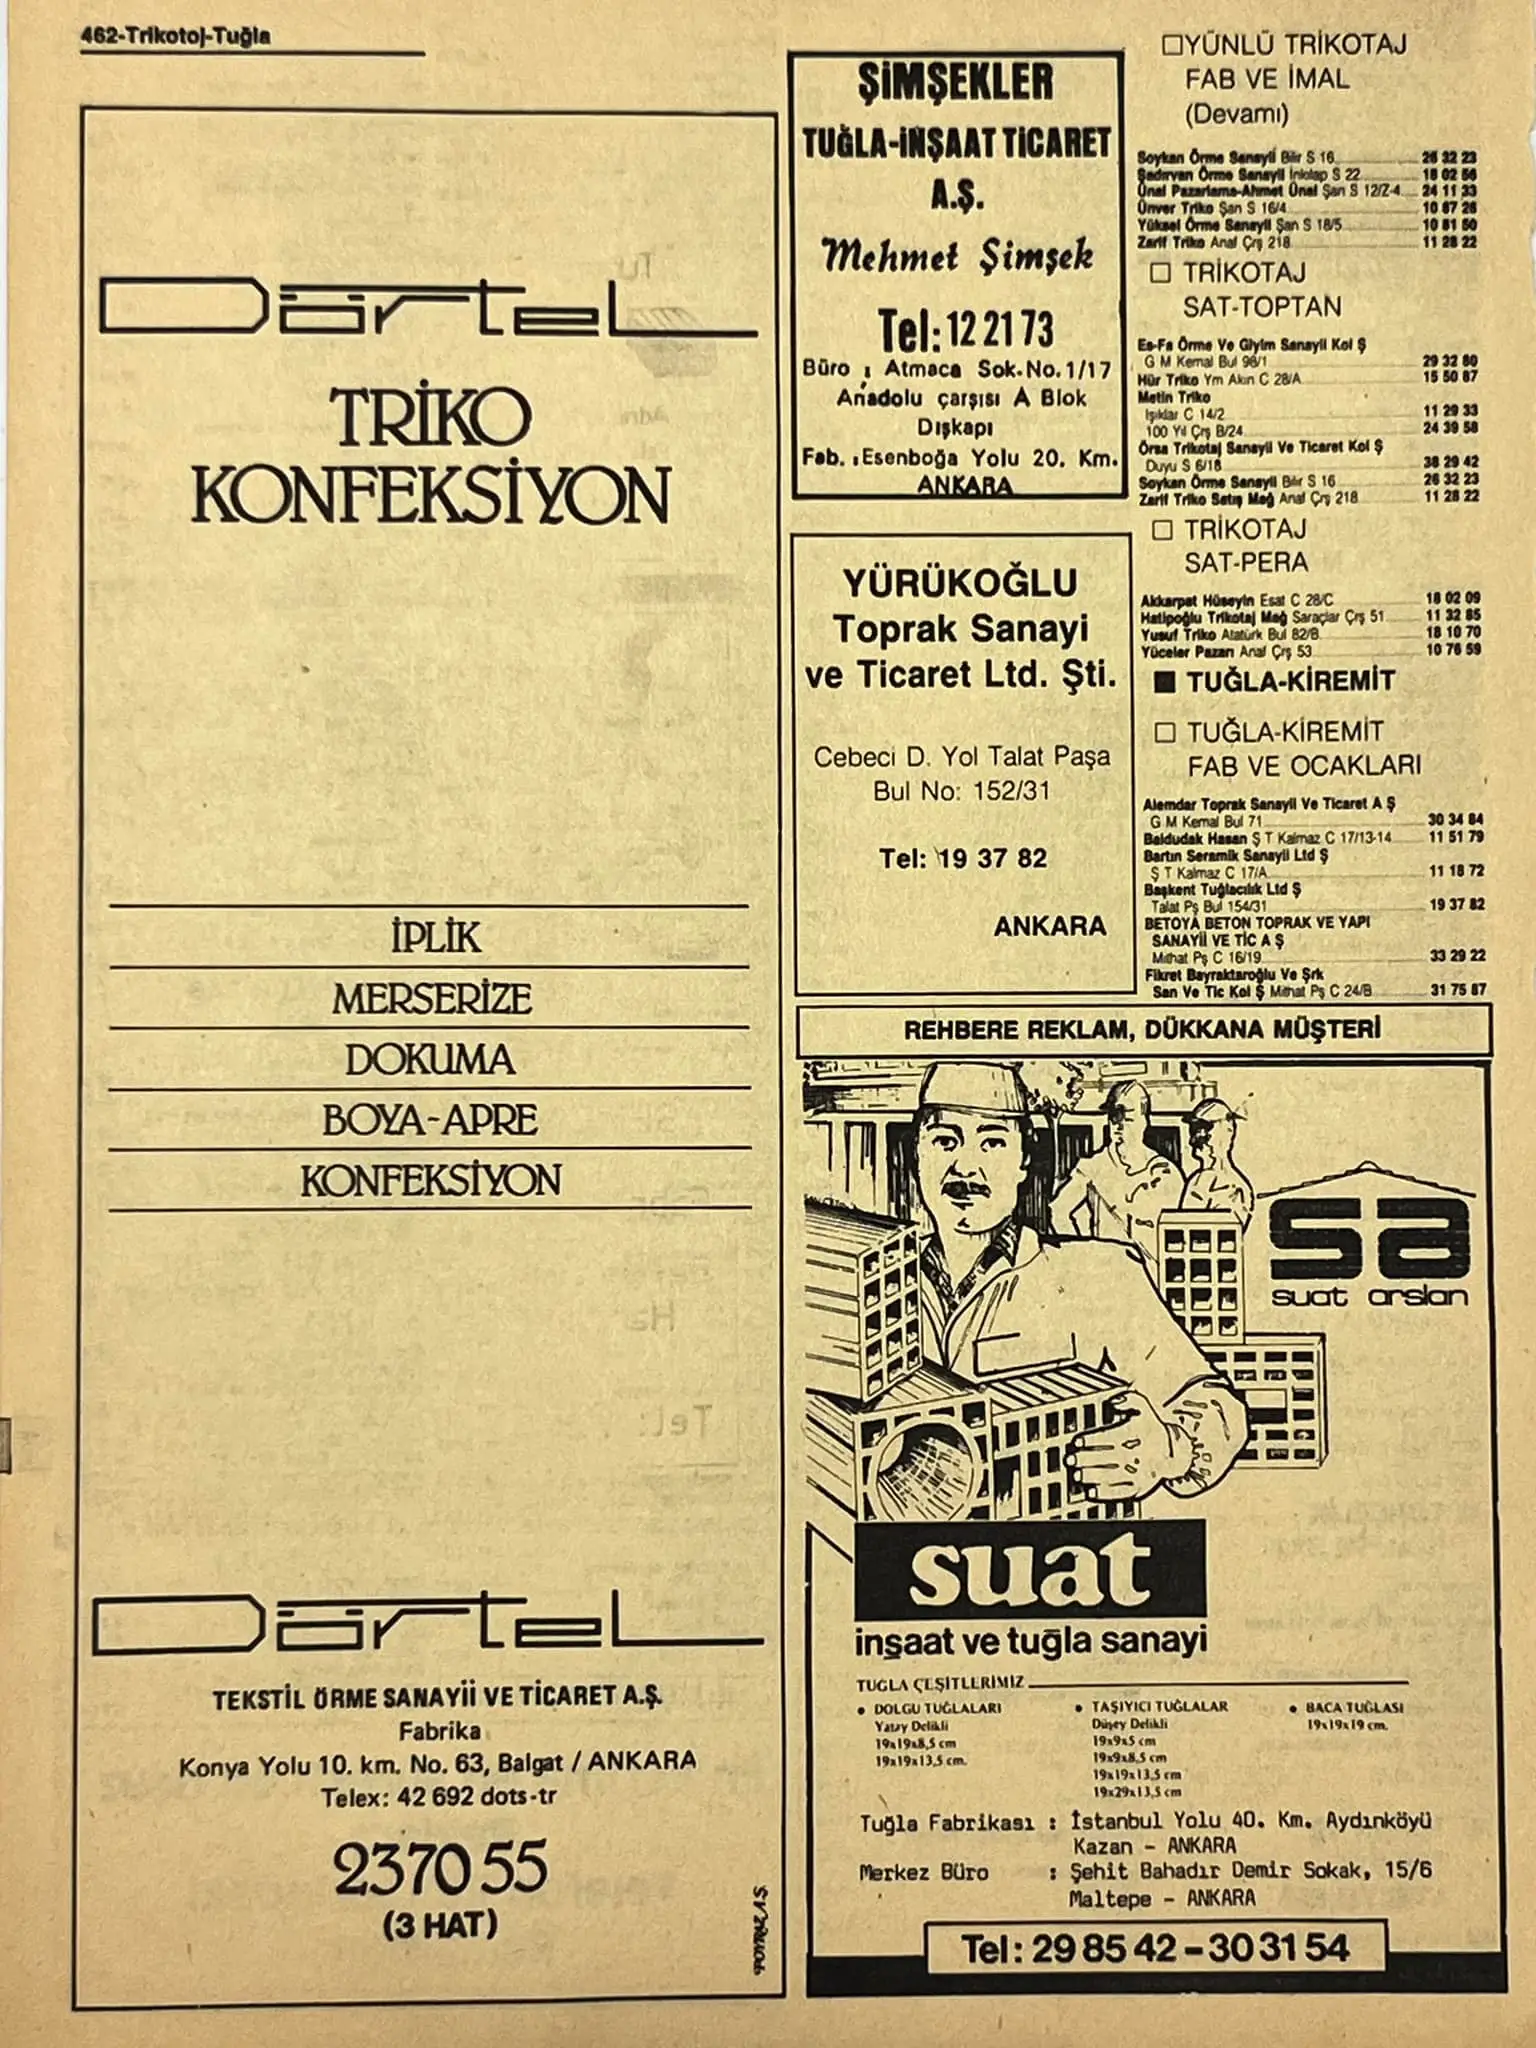 462-Trikotoj-Tuğla
Dörtel
TRİKO
KONFEKSİYON
İPLİK
MERSERİZE
DOKUMA
BOYA-APRE
KONFEKSİYON
Dörtel
TEKSTİL ÖRME SANAYİİ VE TİCARET A.Ş.
Fabrika
Konya Yolu 10. km. No. 63, Balgat / ANKARA
Telex: 42 692 dots-tr
23 70 55
(3 HAT)
ŞİMŞEKLER
TUĞLA-İNŞAAT TİCARET
A.Ş.
Mehmet Şimşek
Tel: 12 21 73
Büro : Atmaca Sok. No. 1/17
Anadolu çarşısı A Blok
Dışkapı
Fab. : Esenboğa Yolu 20. Km.
ANKARA
YÜRÜKOĞLU
Toprak Sanayi
ve Ticaret Ltd. Şti.
Cebeci D. Yol Talat Paşa
Bul No: 152/31
Tel: 19 37 82
ANKARA
YÜNLÜ TRİKOTAJ
FAB VE İMAL
(Devamı)
Soykan Örme Sanayii Bilir S 16 26 32 23
Şadırvan Örme Sanayii İnkılap S 22 18 02 56
Ünal Pazarlama-Ahmet Ünal Şan S 12/Z-4 24 11 33
Ünver Triko Şan S 16/4 10 87 26
Yüksel Örme Sanayii Şan S 18/5 10 81 50
Zarif Triko Anaf Çrş 218 11 28 22
TRİKOTAJ
SAT-TOPTAN
Es-Fa Örme Ve Giyim Sanayii Kol Ş
G M Kemal Bul 98/1 29 32 80
Hür Triko Ym Akın C 28/A 15 50 87
Metin Triko
Işıklar C 14/2 11 29 33
100 Yıl Çrş B/24 24 39 58
Örsa Trikotaj Sanayii Ve Ticaret Kol Ş
Duyu S 6/18 38 29 42
Soykan Örme Sanayii Bilir S 16 26 32 23
Zarif Triko Satış Mağ Anaf Çrş 218 11 28 22
TRİKOTAJ
SAT-PERA
Akkarpat Hüseyin Esat C 28/C 18 02 09
Hatipoğlu Trikotaj Mağ Saraçlar Çrş 51 11 32 85
Yusuf Triko Atatürk Bul 82/B 18 10 70
Yüceler Pazarı Anaf Çrş 53 10 76 59
TUĞLA-KİREMİT
TUĞLA-KİREMİT
FAB VE OCAKLARI
Alemdar Toprak Sanayii Ve Ticaret A Ş
G M Kemal Bul 71 30 34 84
Baldudak Hasan Ş T Kalmaz C 17/13-14 11 51 79
Bartın Seramik Sanayii Ltd Ş
Ş T Kalmaz C 17/A 11 18 72
Başkent Tuğlacılık Ltd Ş
Talat Pş Bul 154/31 19 37 82
BETOYA BETON TOPRAK VE YAPI
SANAYİİ VE TİC A Ş
Mithat Pş C 16/19 33 29 22
Fikret Bayraktaroğlu Ve Şrk
San Ve Tic Kol Ş Mithat Pş C 24/B 31 75 87
REHBERE REKLAM, DÜKKANA MÜŞTERİ
sa
suat arslan
suat
inşaat ve tuğla sanayi
TUĞLA ÇEŞİTLERİMİZ
• DOLGU TUĞLALARI
Yatay Delikli
19x19x8,5 cm
19x19x13,5 cm.
• TAŞIYICI TUĞLALAR
Düşey Delikli
19x9x5 cm
19x9x8,5 cm
19x19x13,5 cm
19x29x13,5 cm
• BACA TUĞLASI
19x19x19 cm.
Tuğla Fabrikası : İstanbul Yolu 40. Km. Aydınköyü
Kazan - ANKARA
Merkez Büro : Şehit Bahadır Demir Sokak, 15/6
Maltepe - ANKARA
Tel: 29 85 42 – 30 31 54